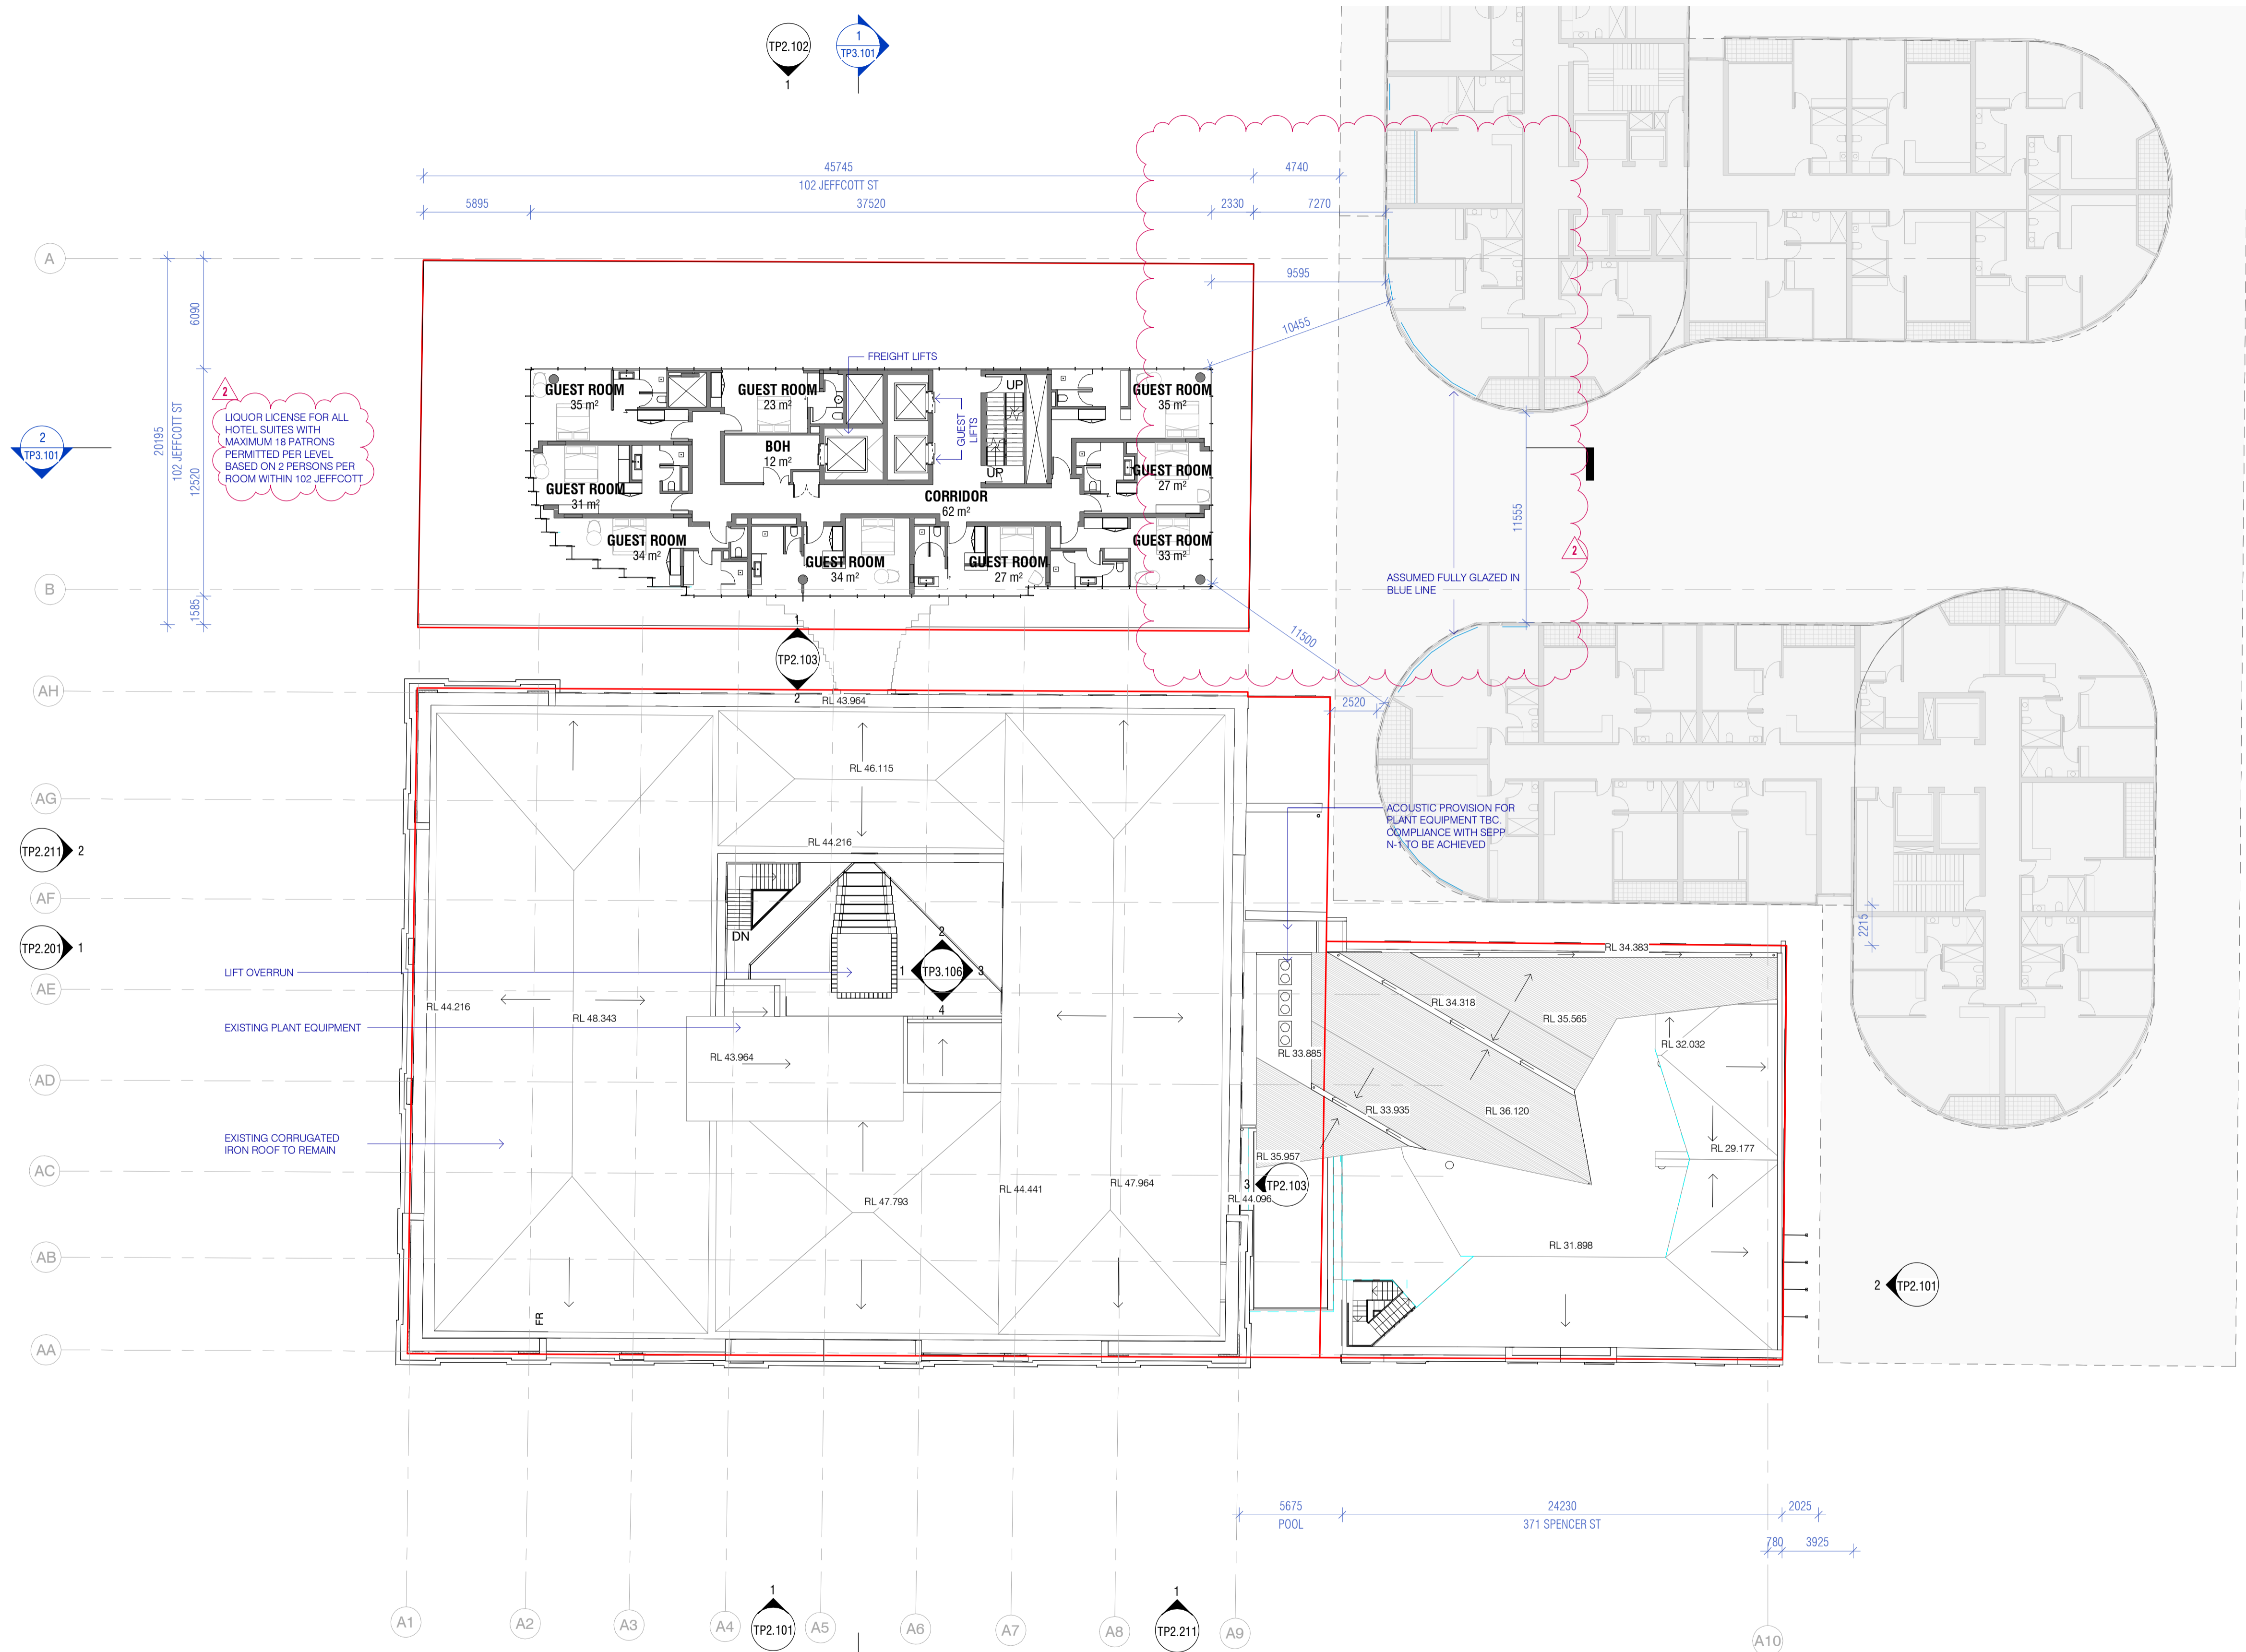 TP2.102
1
1
TP3.101
45745
102 JEFFCOTT ST
4740
5895
37520
2330
7270
A
9595
6090
10455
20195
102 JEFFCOTT ST
12520
2
LIQUOR LICENSE FOR ALL
HOTEL SUITES WITH
MAXIMUM 18 PATRONS
PERMITTED PER LEVEL
BASED ON 2 PERSONS PER
ROOM WITHIN 102 JEFFCOTT
2
TP3.101
FREIGHT LIFTS
GUEST ROOM
35 m²
GUEST ROOM
23 m²
UP
GUEST ROOM
35 m²
GUEST
LIFTS
BOH
12 m²
UP
GUEST ROOM
27 m²
GUEST ROOM
31 m²
CORRIDOR
62 m²
GUEST ROOM
34 m²
GUEST ROOM
34 m²
GUEST ROOM
27 m²
GUEST ROOM
33 m²
11555
2
ASSUMED FULLY GLAZED IN
BLUE LINE
B
1585
11500
1
TP2.103
2
AH
RL 43.964
2520
RL 46.115
AG
ACOUSTIC PROVISION FOR
PLANT EQUIPMENT TBC.
COMPLIANCE WITH SEPP
N-1 TO BE ACHIEVED
RL 44.216
TP2.211
2
AF
2215
DN
TP2.201
1
2
1
TP3.106
3
4
RL 34.383
LIFT OVERRUN
AE
RL 44.216
RL 48.343
RL 34.318
RL 35.565
EXISTING PLANT EQUIPMENT
RL 43.964
RL 33.885
RL 32.032
AD
RL 33.935
RL 36.120
EXISTING CORRUGATED
IRON ROOF TO REMAIN
RL 29.177
AC
RL 35.957
3
TP2.103
RL 44.441
RL 47.964
RL 47.793
RL 44.096
RL 31.898
AB
2
TP2.101
FR
AA
5675
POOL
24230
371 SPENCER ST
2025
780
3925
1
TP2.101
1
TP2.211
A1
A2
A3
A4
A5
A6
A7
A8
A9
A10